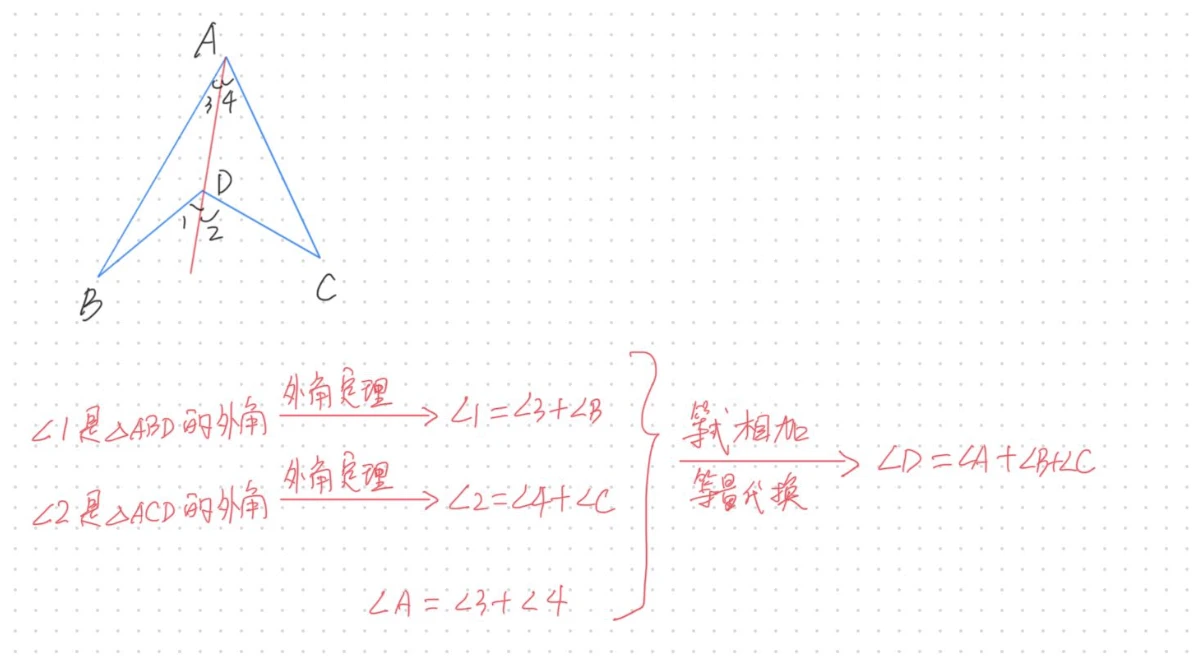 A
3 4
D
1 2
B
C
∠1是△ABD的外角 外角定理 ∠1=∠3+∠B
∠2是△ACD的外角 外角定理 ∠2=∠4+∠C
∠A=∠3+∠4
等式相加
等量代换
∠D=∠A+∠B+∠C